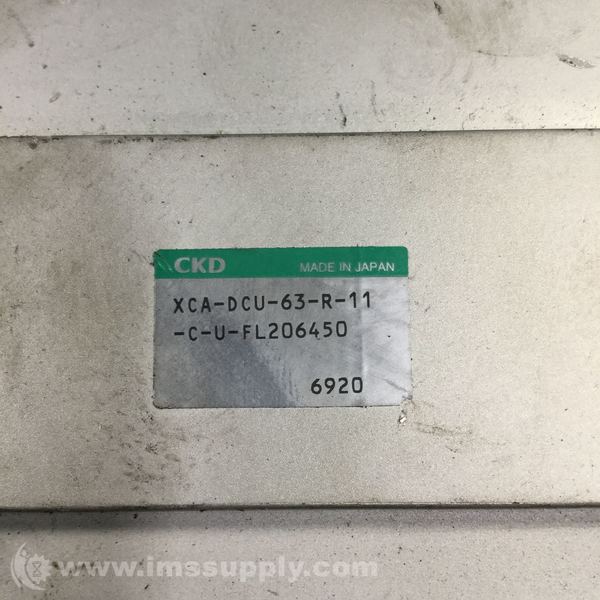 CKD MADE IN JAPAN
XCA-DCU-63-R-11
-C-U-FL206450
6920
www.imssupply.com